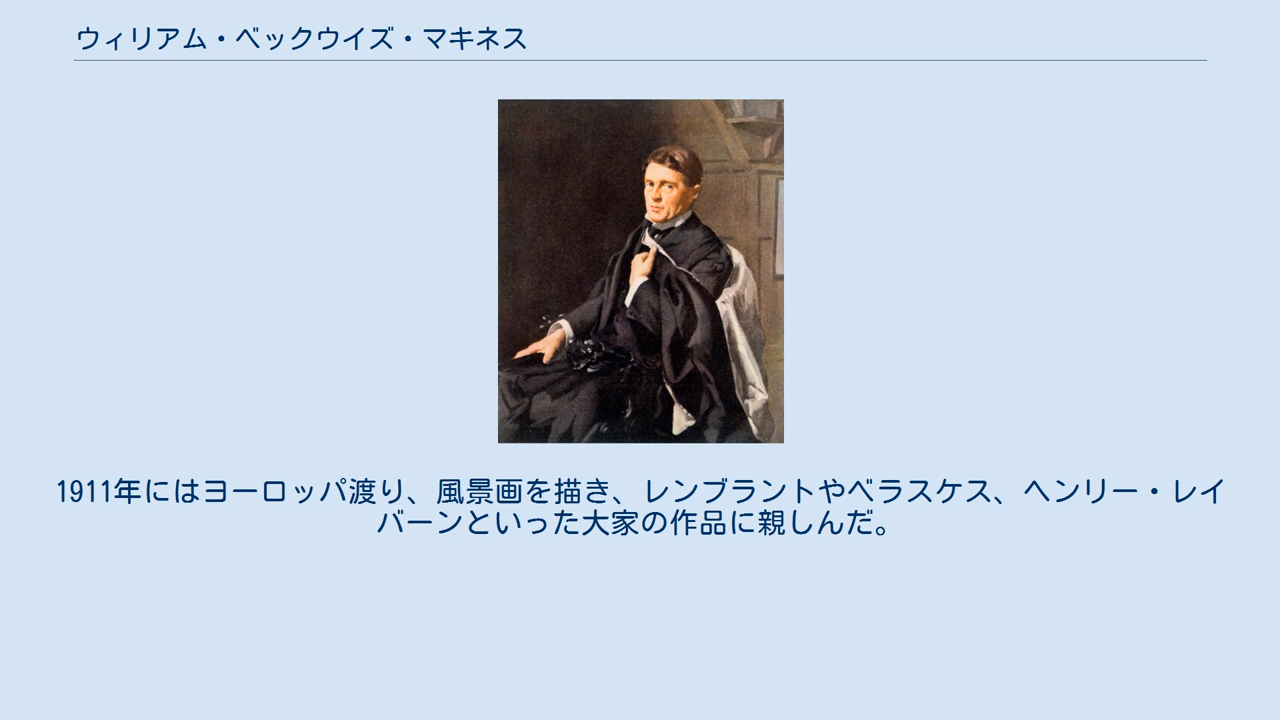 ウィリアム・ベックウイズ・マキネス
1911年にはヨーロッパ渡り、風景画を描き、レンブラントやベラスケス、ヘンリー・レイ
バーンといった大家の作品に親しんだ。